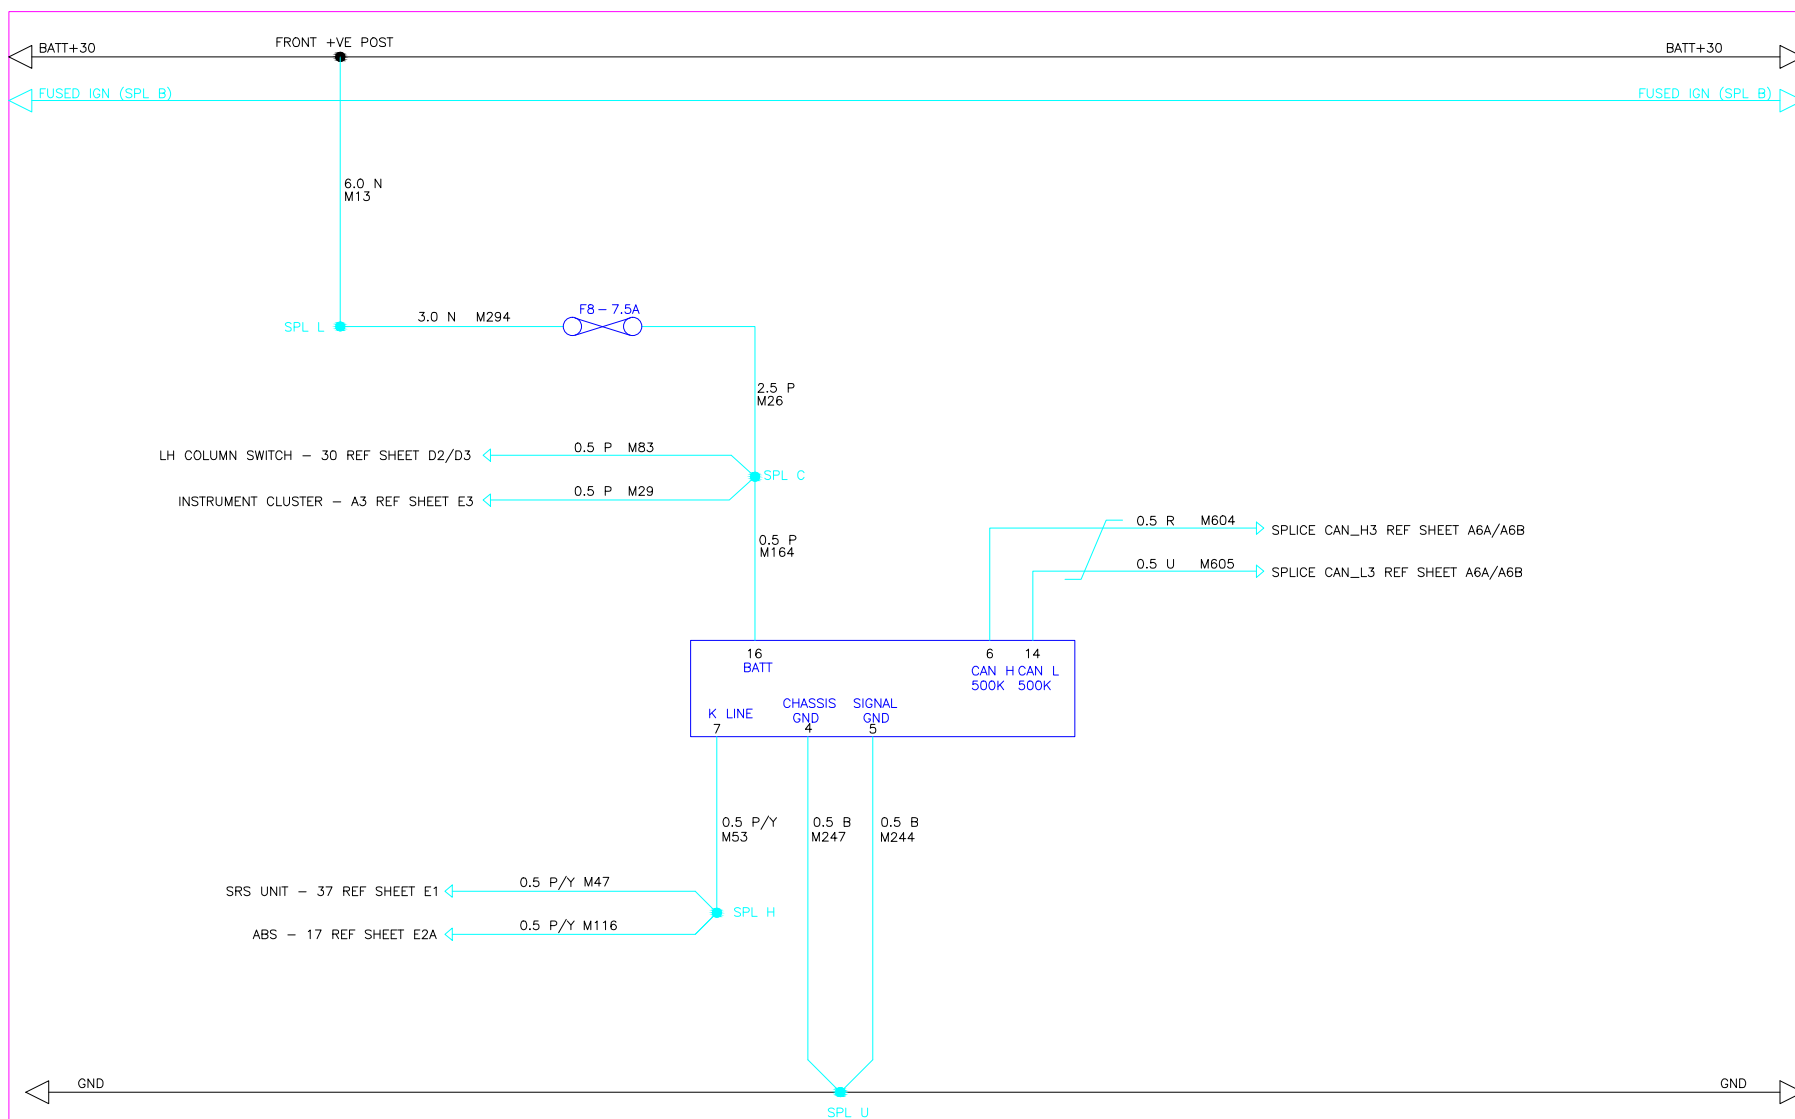 BATT+30
FRONT +VE POST
BATT+30
FUSED IGN (SPL B)
FUSED IGN (SPL B)
6.0 N
M13
SPL L
3.0 N M294
F8 – 7.5A
2.5 P
M26
LH COLUMN SWITCH – 30 REF SHEET D2/D3
0.5 P M83
SPL C
INSTRUMENT CLUSTER – A3 REF SHEET E3
0.5 P M29
0.5 P
M164
0.5 R M604
SPLICE CAN_H3 REF SHEET A6A/A6B
0.5 U M605
SPLICE CAN_L3 REF SHEET A6A/A6B
16
BATT
6
CAN H
500K
14
CAN L
500K
K LINE
7
CHASSIS
GND
4
SIGNAL
GND
5
0.5 P/Y
M53
0.5 B
M247
0.5 B
M244
SRS UNIT – 37 REF SHEET E1
0.5 P/Y M47
SPL H
ABS – 17 REF SHEET E2A
0.5 P/Y M116
GND
GND
SPL U